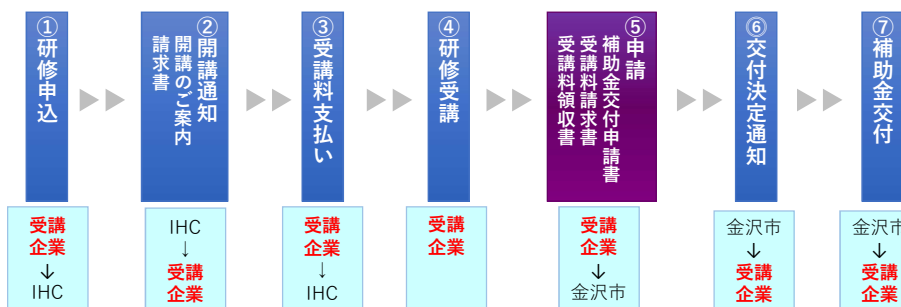 ①研修申込
②開講通知
開講のご案内
請求書
③受講料支払い
④研修受講
⑤申請
補助金交付申請書
受講料請求書
受講料領収書
⑥交付決定通知
⑦補助金交付
受講
企業
↓
IHC
IHC
↓
受講
企業
受講
企業
↓
IHC
受講
企業
受講
企業
↓
金沢市
金沢市
↓
受講
企業
金沢市
↓
受講
企業